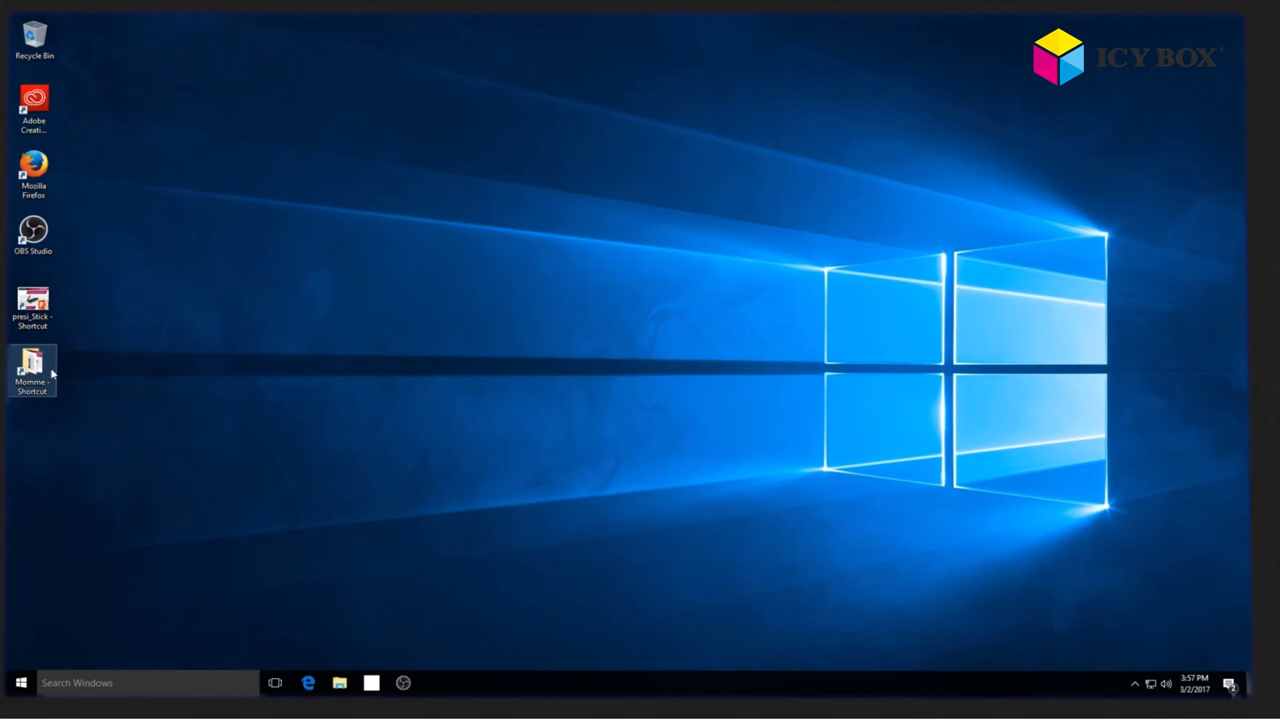 Recycle Bin
ICY BOX®
Adobe
Creati...
Mozilla
Firefox
OBS Studio
presi_Stick -
Shortcut
Momme -
Shortcut
Search Windows
3:57 PM
3/2/2017
2